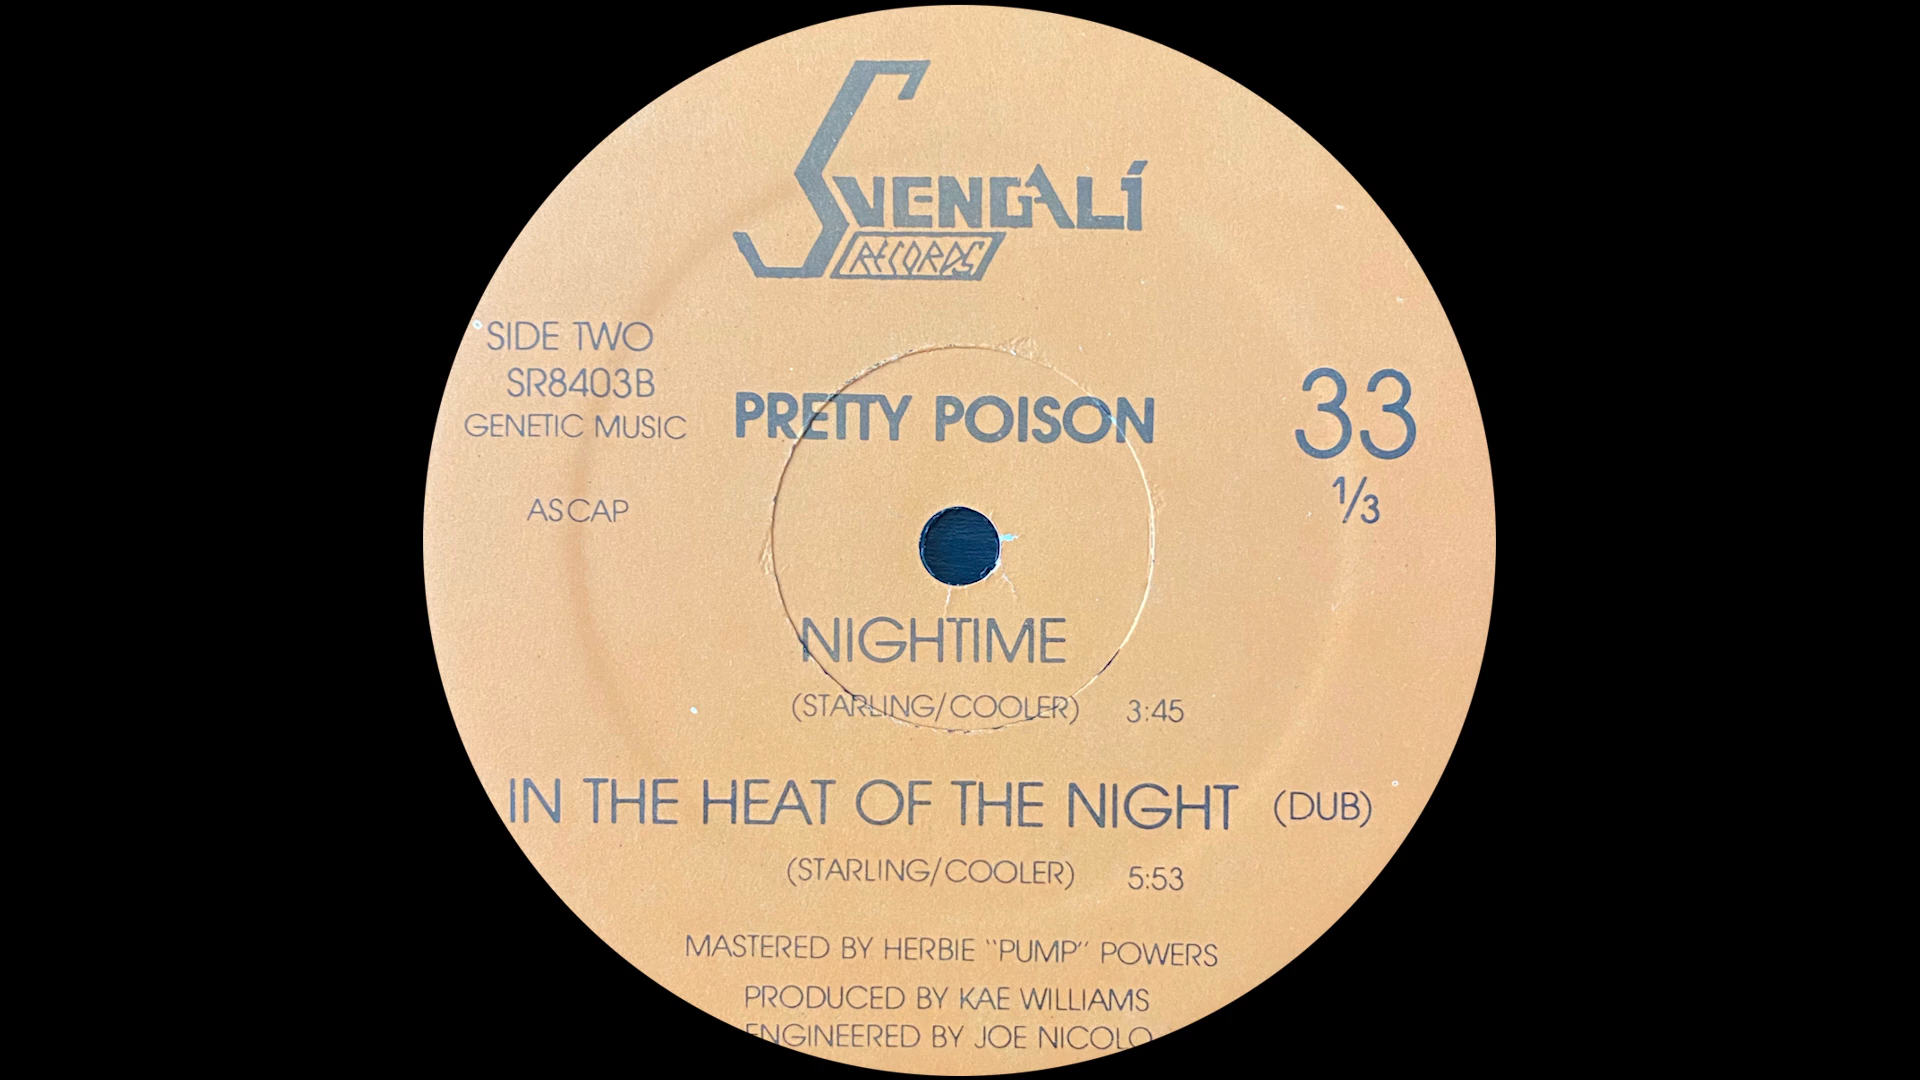 SVENGALI
RECORDS
SIDE TWO
SR8403B
GENETIC MUSIC
ASCAP
PRETTY POISON
33
1/3
NIGHTIME
(STARLING/COOLER) 3:45
IN THE HEAT OF THE NIGHT (DUB)
(STARLING/COOLER) 5:53
MASTERED BY HERBIE "PUMP" POWERS
PRODUCED BY KAE WILLIAMS
ENGINEERED BY JOE NICOLO